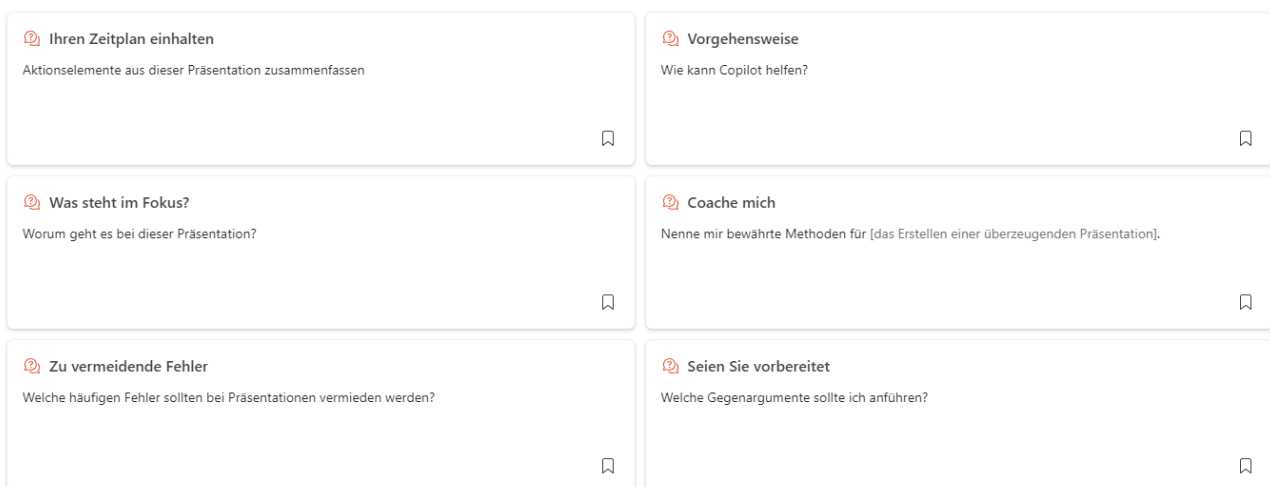 Ihren Zeitplan einhalten
Aktionselemente aus dieser Präsentation zusammenfassen
Vorgehensweise
Wie kann Copilot helfen?
Was steht im Fokus?
Worum geht es bei dieser Präsentation?
Coache mich
Nenne mir bewährte Methoden für [das Erstellen einer überzeugenden Präsentation].
Zu vermeidende Fehler
Welche häufigen Fehler sollten bei Präsentationen vermieden werden?
Seien Sie vorbereitet
Welche Gegenargumente sollte ich anführen?